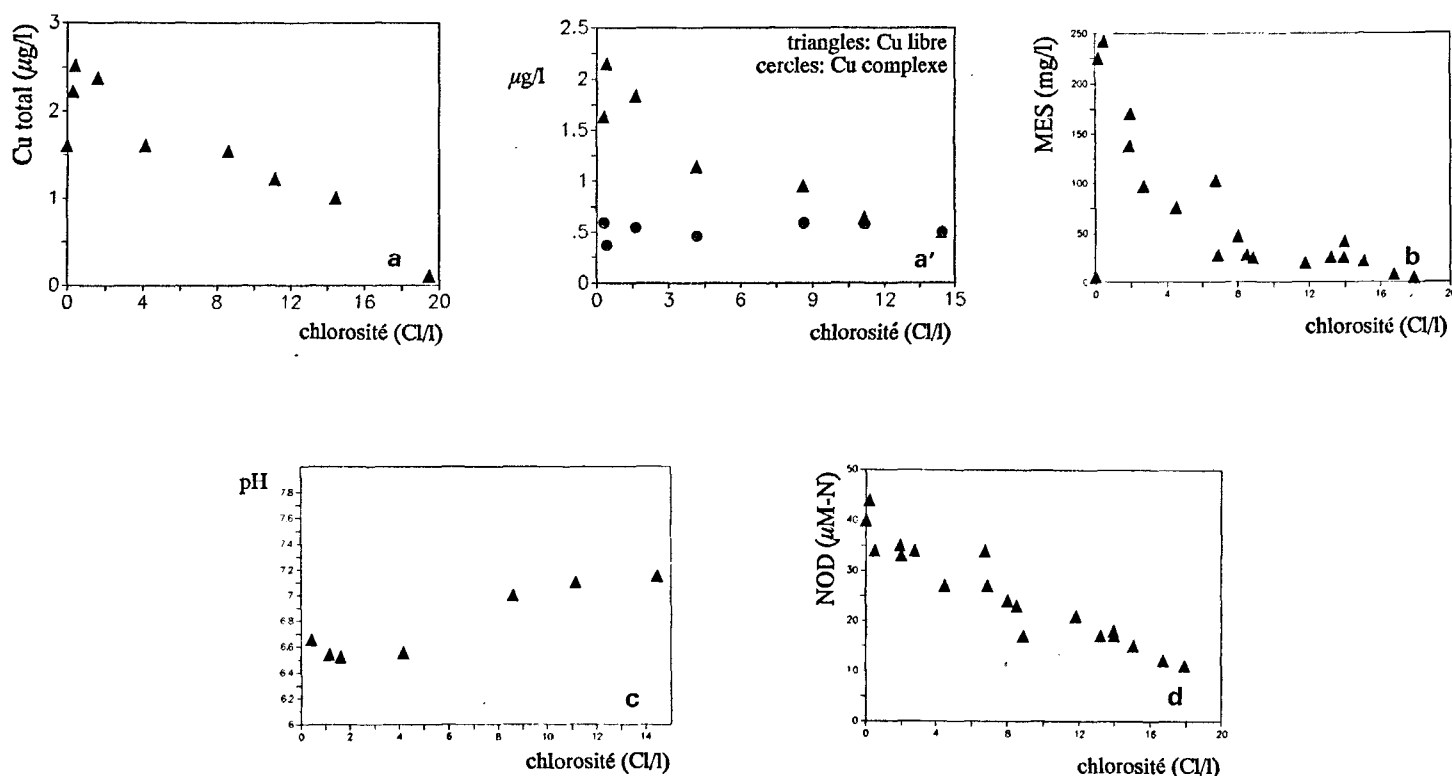 3
2
1
0
Cu total (µg/l)
0 4 8 12 16 20
a
chlorosité (Cl/l)
2.5
2
1.5
1
.5
0
µg/l
triangles: Cu libre
cercles: Cu complexe
0 3 6 9 12 15
a'
chlorosité (Cl/l)
250
200
150
100
50
0
MES (mg/l)
0 4 8 12 16 20
b
chlorosité (Cl/l)
pH
7.8
7.6
7.4
7.2
7
6.8
6.6
6.4
6.2
6
0 2 4 6 8 10 12 14
c
chlorosité (Cl/l)
50
40
30
20
10
0
NOD (µM-N)
0 4 8 12 16 20
d
chlorosité (Cl/l)